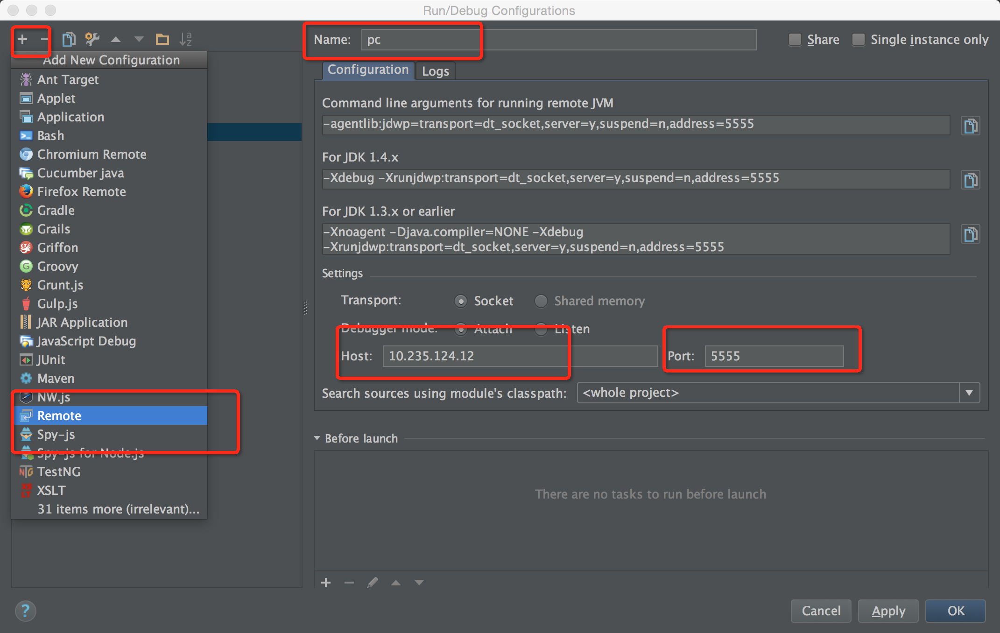 Run/Debug Configurations
Name: pc
Share
Single instance only
Add New Configuration
Ant Target
Applet
Application
Bash
Chromium Remote
Cucumber java
Firefox Remote
Gradle
Grails
Griffon
Groovy
Grunt.js
Gulp.js
JAR Application
JavaScript Debug
JUnit
Maven
NW.js
Remote
Spy-js
Spy-js for Node.js
TestNG
XSLT
31 items more (irrelevant)...
Configuration
Logs
Command line arguments for running remote JVM
-agentlib:jdwp=transport=dt_socket,server=y,suspend=n,address=5555
For JDK 1.4.x
-Xdebug -Xrunjdwp:transport=dt_socket,server=y,suspend=n,address=5555
For JDK 1.3.x or earlier
-Xnoagent -Djava.compiler=NONE -Xdebug
-Xrunjdwp:transport=dt_socket,server=y,suspend=n,address=5555
Settings
Transport: Socket Shared memory
Debugger mode: Attach Listen
Host: 10.235.124.12 Port: 5555
Search sources using module's classpath: <whole project>
Before launch
There are no tasks to run before launch
Cancel
Apply
OK